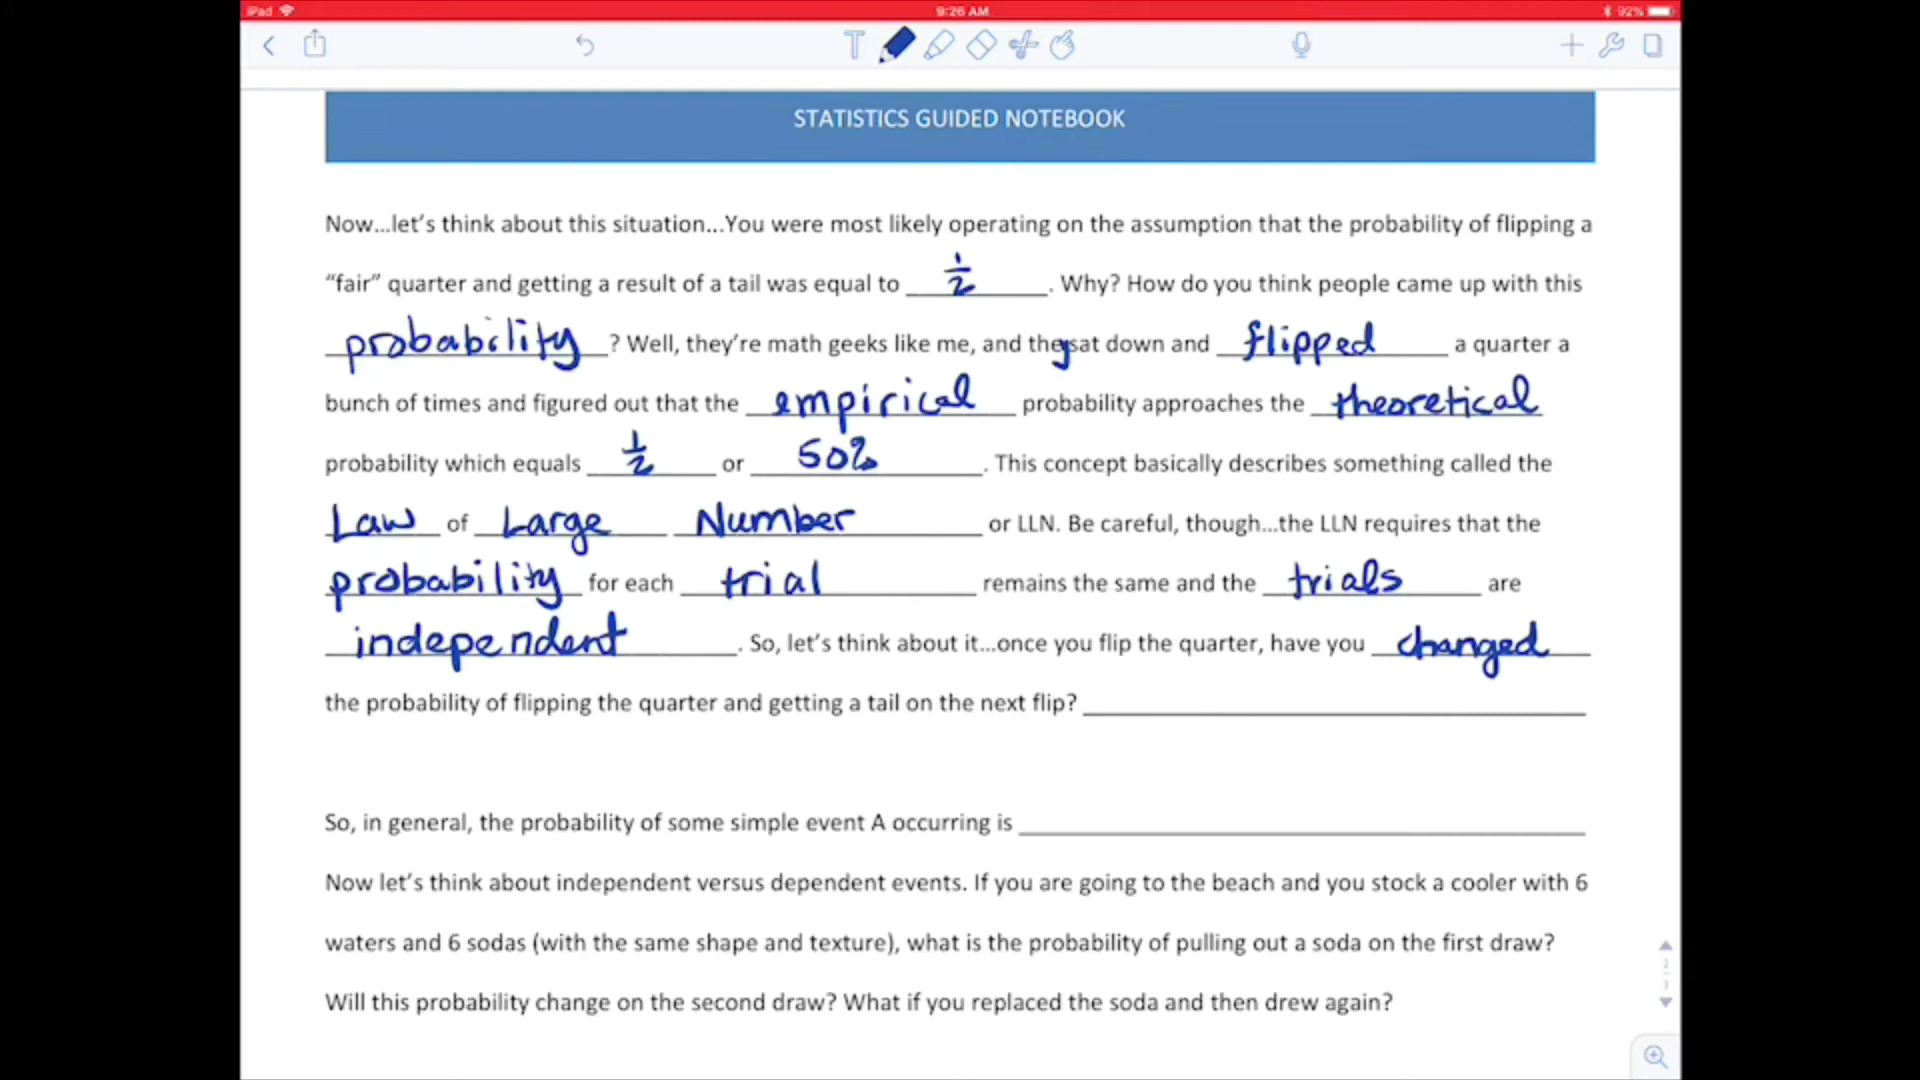 iPad 9:26 AM 92%
T
STATISTICS GUIDED NOTEBOOK
Now...let's think about this situation...You were most likely operating on the assumption that the probability of flipping a
“fair” quarter and getting a result of a tail was equal to 1/2. Why? How do you think people came up with this
probability? Well, they're math geeks like me, and they sat down and flipped a quarter a
bunch of times and figured out that the empirical probability approaches the theoretical
probability which equals 1/2 or 50%. This concept basically describes something called the
Law of Large Number or LLN. Be careful, though...the LLN requires that the
probability for each trial remains the same and the trials are
independent. So, let's think about it...once you flip the quarter, have you changed
the probability of flipping the quarter and getting a tail on the next flip?
So, in general, the probability of some simple event A occurring is
Now let's think about independent versus dependent events. If you are going to the beach and you stock a cooler with 6
waters and 6 sodas (with the same shape and texture), what is the probability of pulling out a soda on the first draw?
Will this probability change on the second draw? What if you replaced the soda and then drew again?